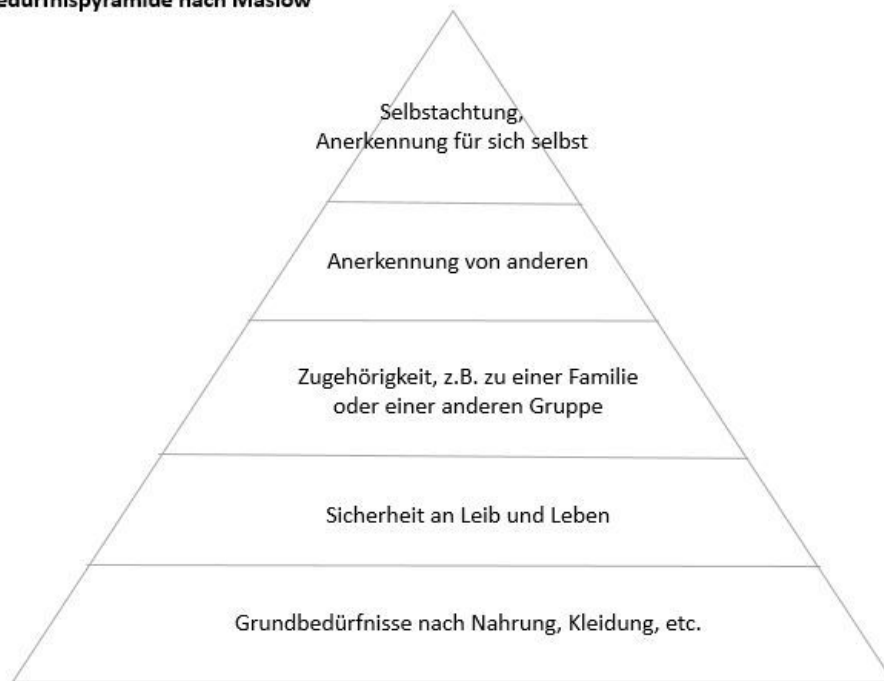 edürfnispyramide nach Maslow
Selbstachtung,
Anerkennung für sich selbst
Anerkennung von anderen
Zugehörigkeit, z.B. zu einer Familie
oder einer anderen Gruppe
Sicherheit an Leib und Leben
Grundbedürfnisse nach Nahrung, Kleidung, etc.